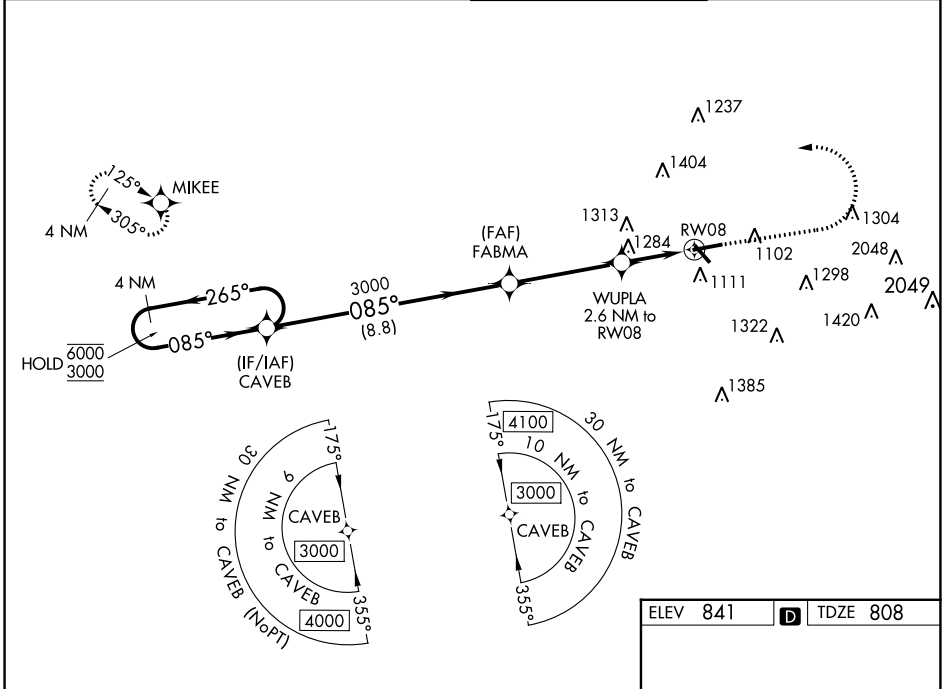 1237
1404
125°
MIKEE
305°
4 NM
1313
1304
(FAF)
FABMA
RW08
1284
1102
2048
4 NM
265°
3000
085°
(8.8)
WUPLA
2.6 NM to
RW08
1111
1298
2049
085°
1420
1322
HOLD 6000
3000
(IF/IAF)
CAVEB
1385
175°
30 NM to CAVEB (NoPT)
9 NM to CAVEB
CAVEB
3000
4000
355°
175°
4100
30 NM to CAVEB
10 NM to CAVEB
3000
CAVEB
355°
ELEV 841 D TDZE 808